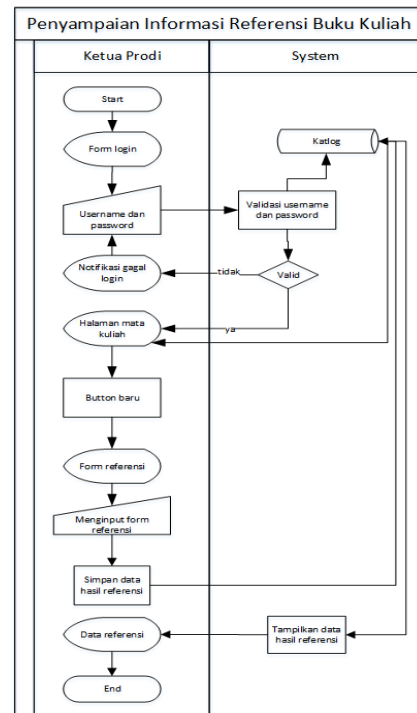 Penyampaian Informasi Referensi Buku Kuliah
Ketua Prodi
System
Start
Form login
Katlog
Username dan
password
Validasi username
dan password
Notifikasi gagal
login
tidak
Valid
Halaman mata
kuliah
ya
Button baru
Form referensi
Menginput form
referensi
Simpan data
hasil referensi
Data referensi
Tampilkan data
hasil referensi
End